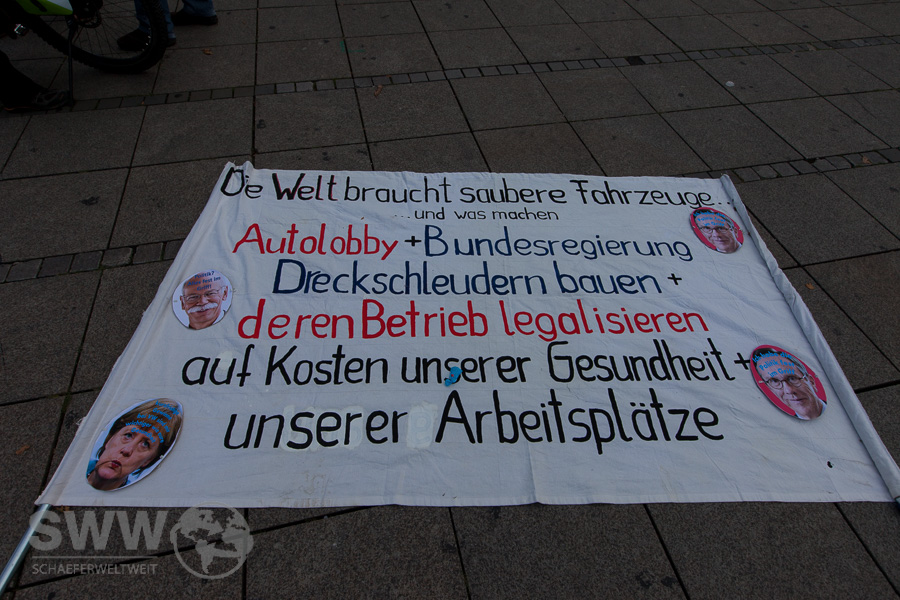 Die Welt braucht saubere Fahrzeuge...
...und was machen
Autolobby + Bundesregierung
Dreckschleudern bauen +
deren Betrieb legalisieren
auf Kosten unserer Gesundheit +
unserer Arbeitsplätze
SWW
SCHAEFERWELTWEIT